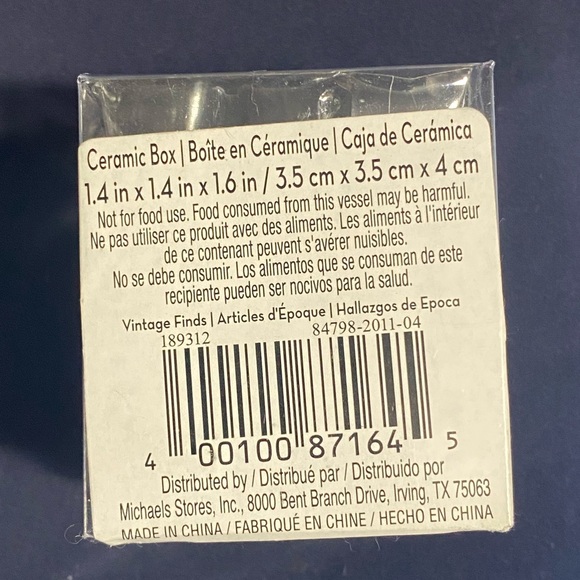 Ceramic Box | Boîte en Céramique | Caja de Cerámica
1.4 in x 1.4 in x 1.6 in / 3.5 cm x 3.5 cm x 4 cm
Not for food use. Food consumed from this vessel may be harmful.
Ne pas utiliser ce produit avec des aliments. Les aliments à l'intérieur
de ce contenant peuvent s'avérer nuisibles.
No se debe consumir. Los alimentos que se consuman de este
recipiente pueden ser nocivos para la salud.
Vintage Finds | Articles d'Époque | Hallazgos de Epoca
189312 84798-2011-04
4 00100 87164 5
Distributed by / Distribué par / Distribuido por
Michaels Stores, Inc., 8000 Bent Branch Drive, Irving, TX 75063
MADE IN CHINA / FABRIQUÉ EN CHINE / HECHO EN CHINA